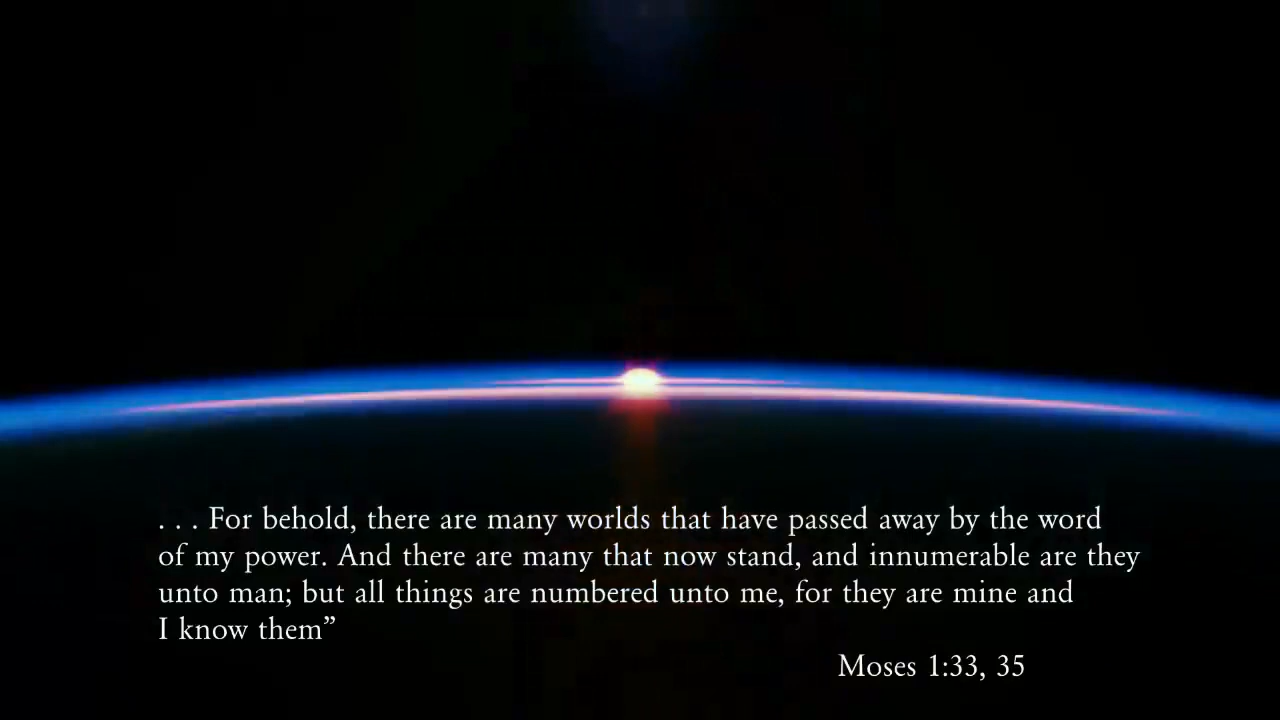 . . . For behold, there are many worlds that have passed away by the word
of my power. And there are many that now stand, and innumerable are they
unto man; but all things are numbered unto me, for they are mine and
I know them”
Moses 1:33, 35